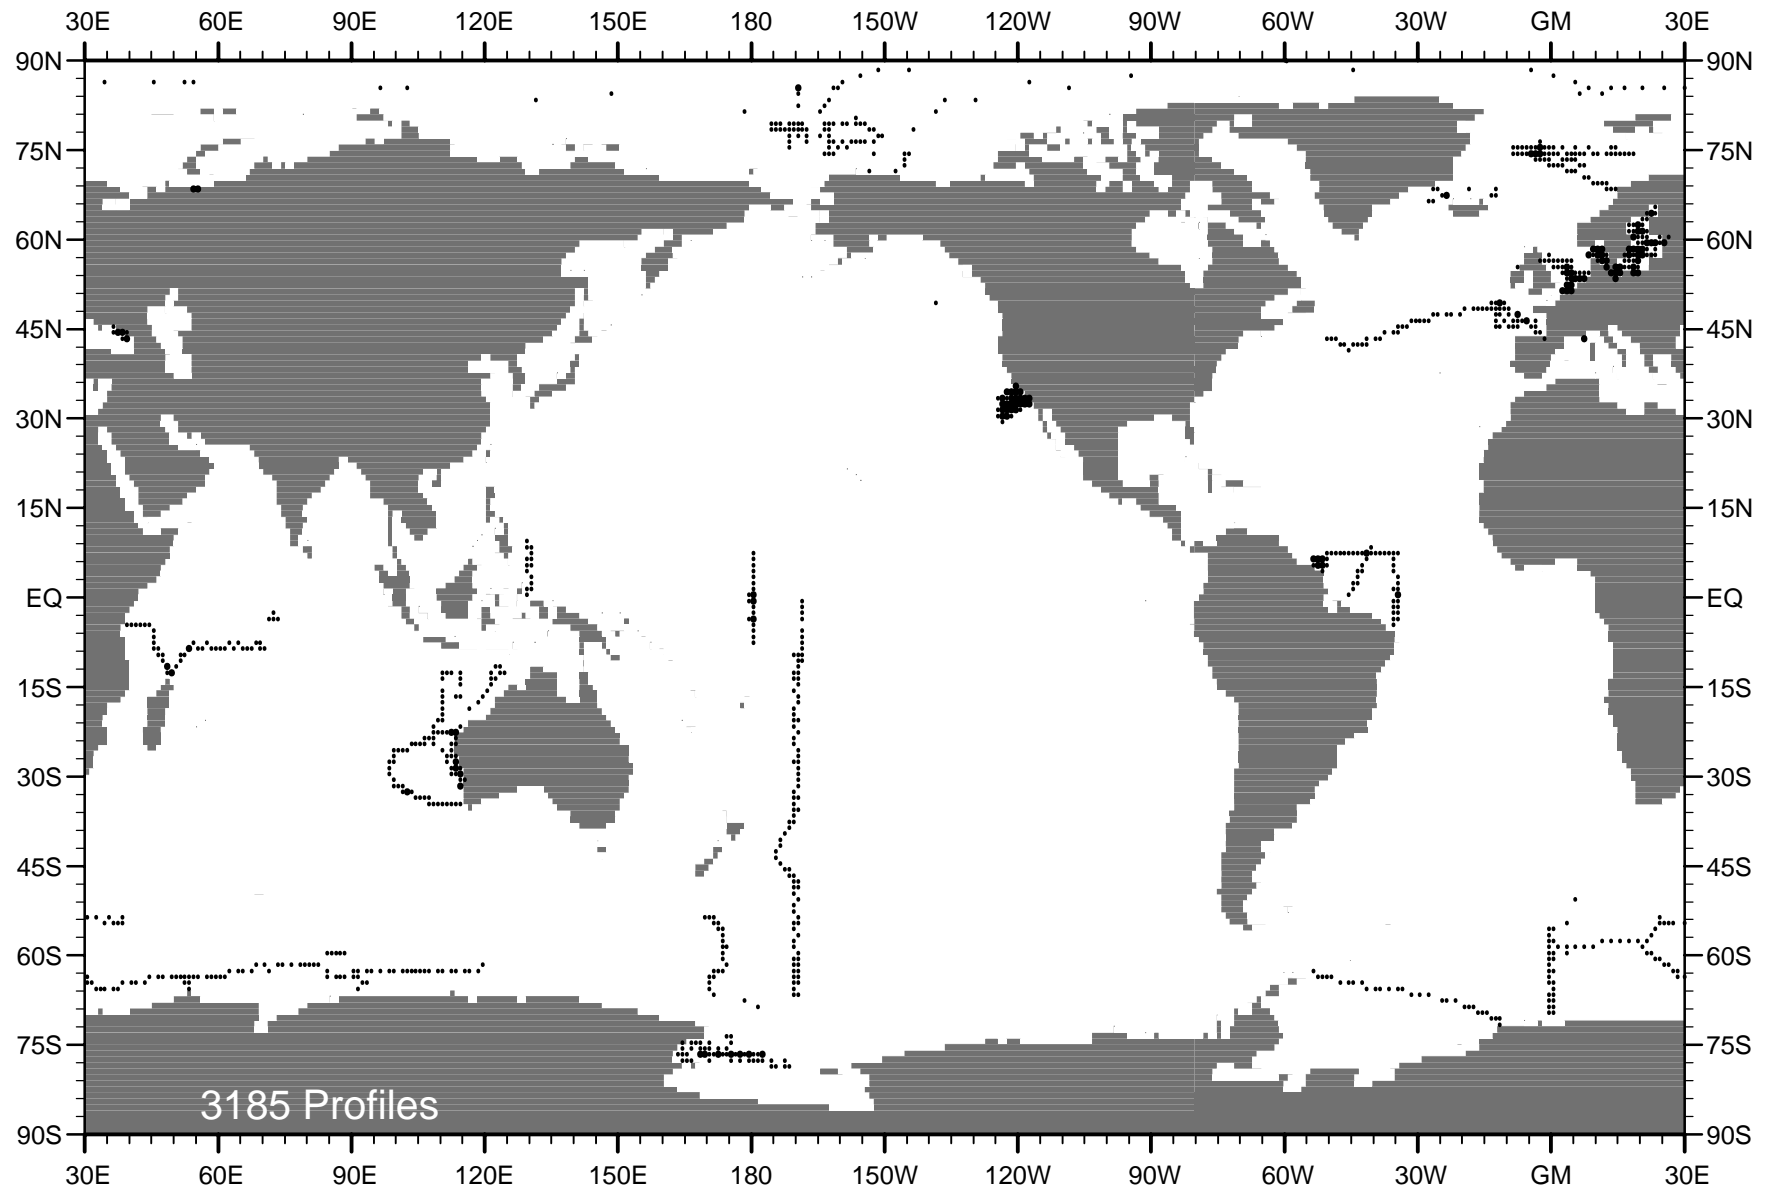 30E 60E 90E 120E 150E 180 150W 120W 90W 60W 30W GM 30E
90N 90N
75N 75N
60N 60N
45N 45N
30N 30N
15N 15N
EQ EQ
15S 15S
30S 30S
45S 45S
60S 60S
75S 75S
3185 Profiles
90S 90S
30E 60E 90E 120E 150E 180 150W 120W 90W 60W 30W GM 30E